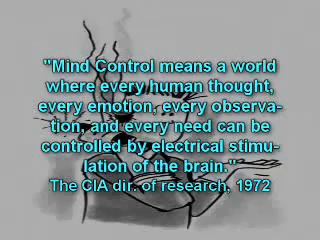 "Mind Control means a world
where every human thought,
every emotion, every observa-
tion, and every need can be
controlled by electrical stimu-
lation of the brain."
The CIA dir. of research, 1972